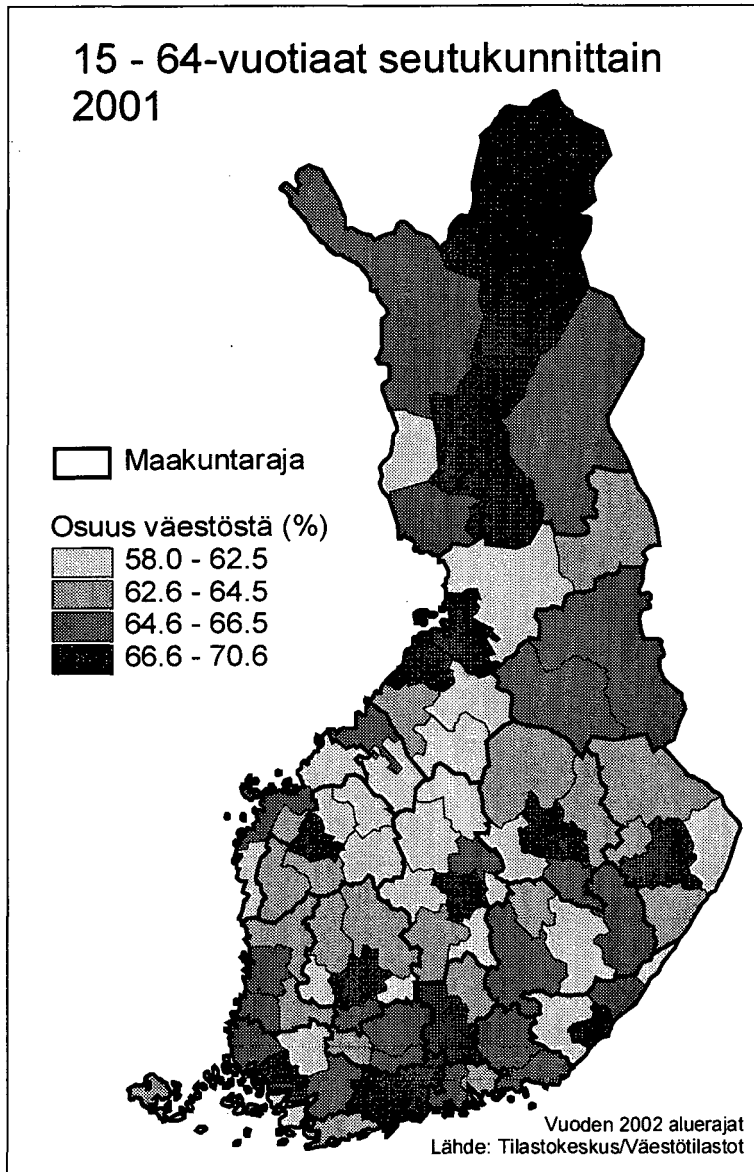 15 - 64-vuotiaat seutukunnittain
2001
Maakuntaraja
Osuus väestöstä (%)
58.0 - 62.5
62.6 - 64.5
64.6 - 66.5
66.6 - 70.6
Vuoden 2002 aluerajat
Lähde: Tilastokeskus/Väestötilastot